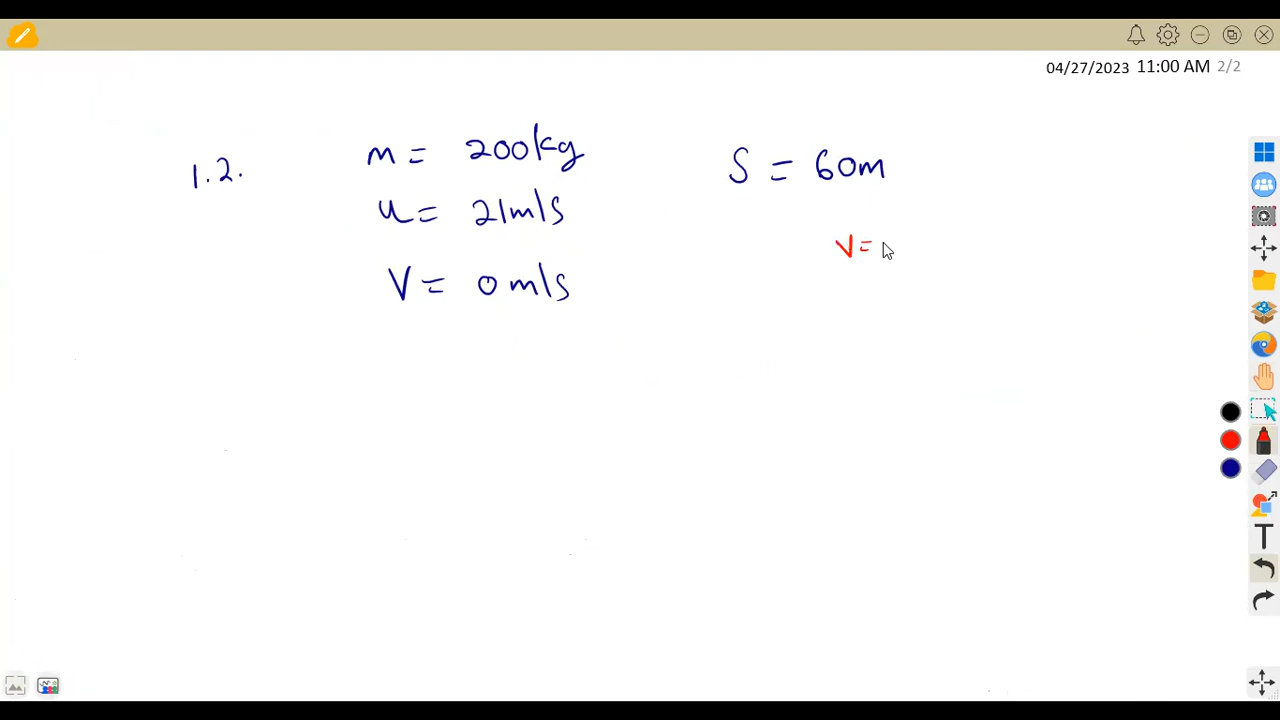 04/27/2023 11:00 AM 2/2
1.2. m = 200kg S = 60m
u = 21m/s
V =
V = 0 m/s
T